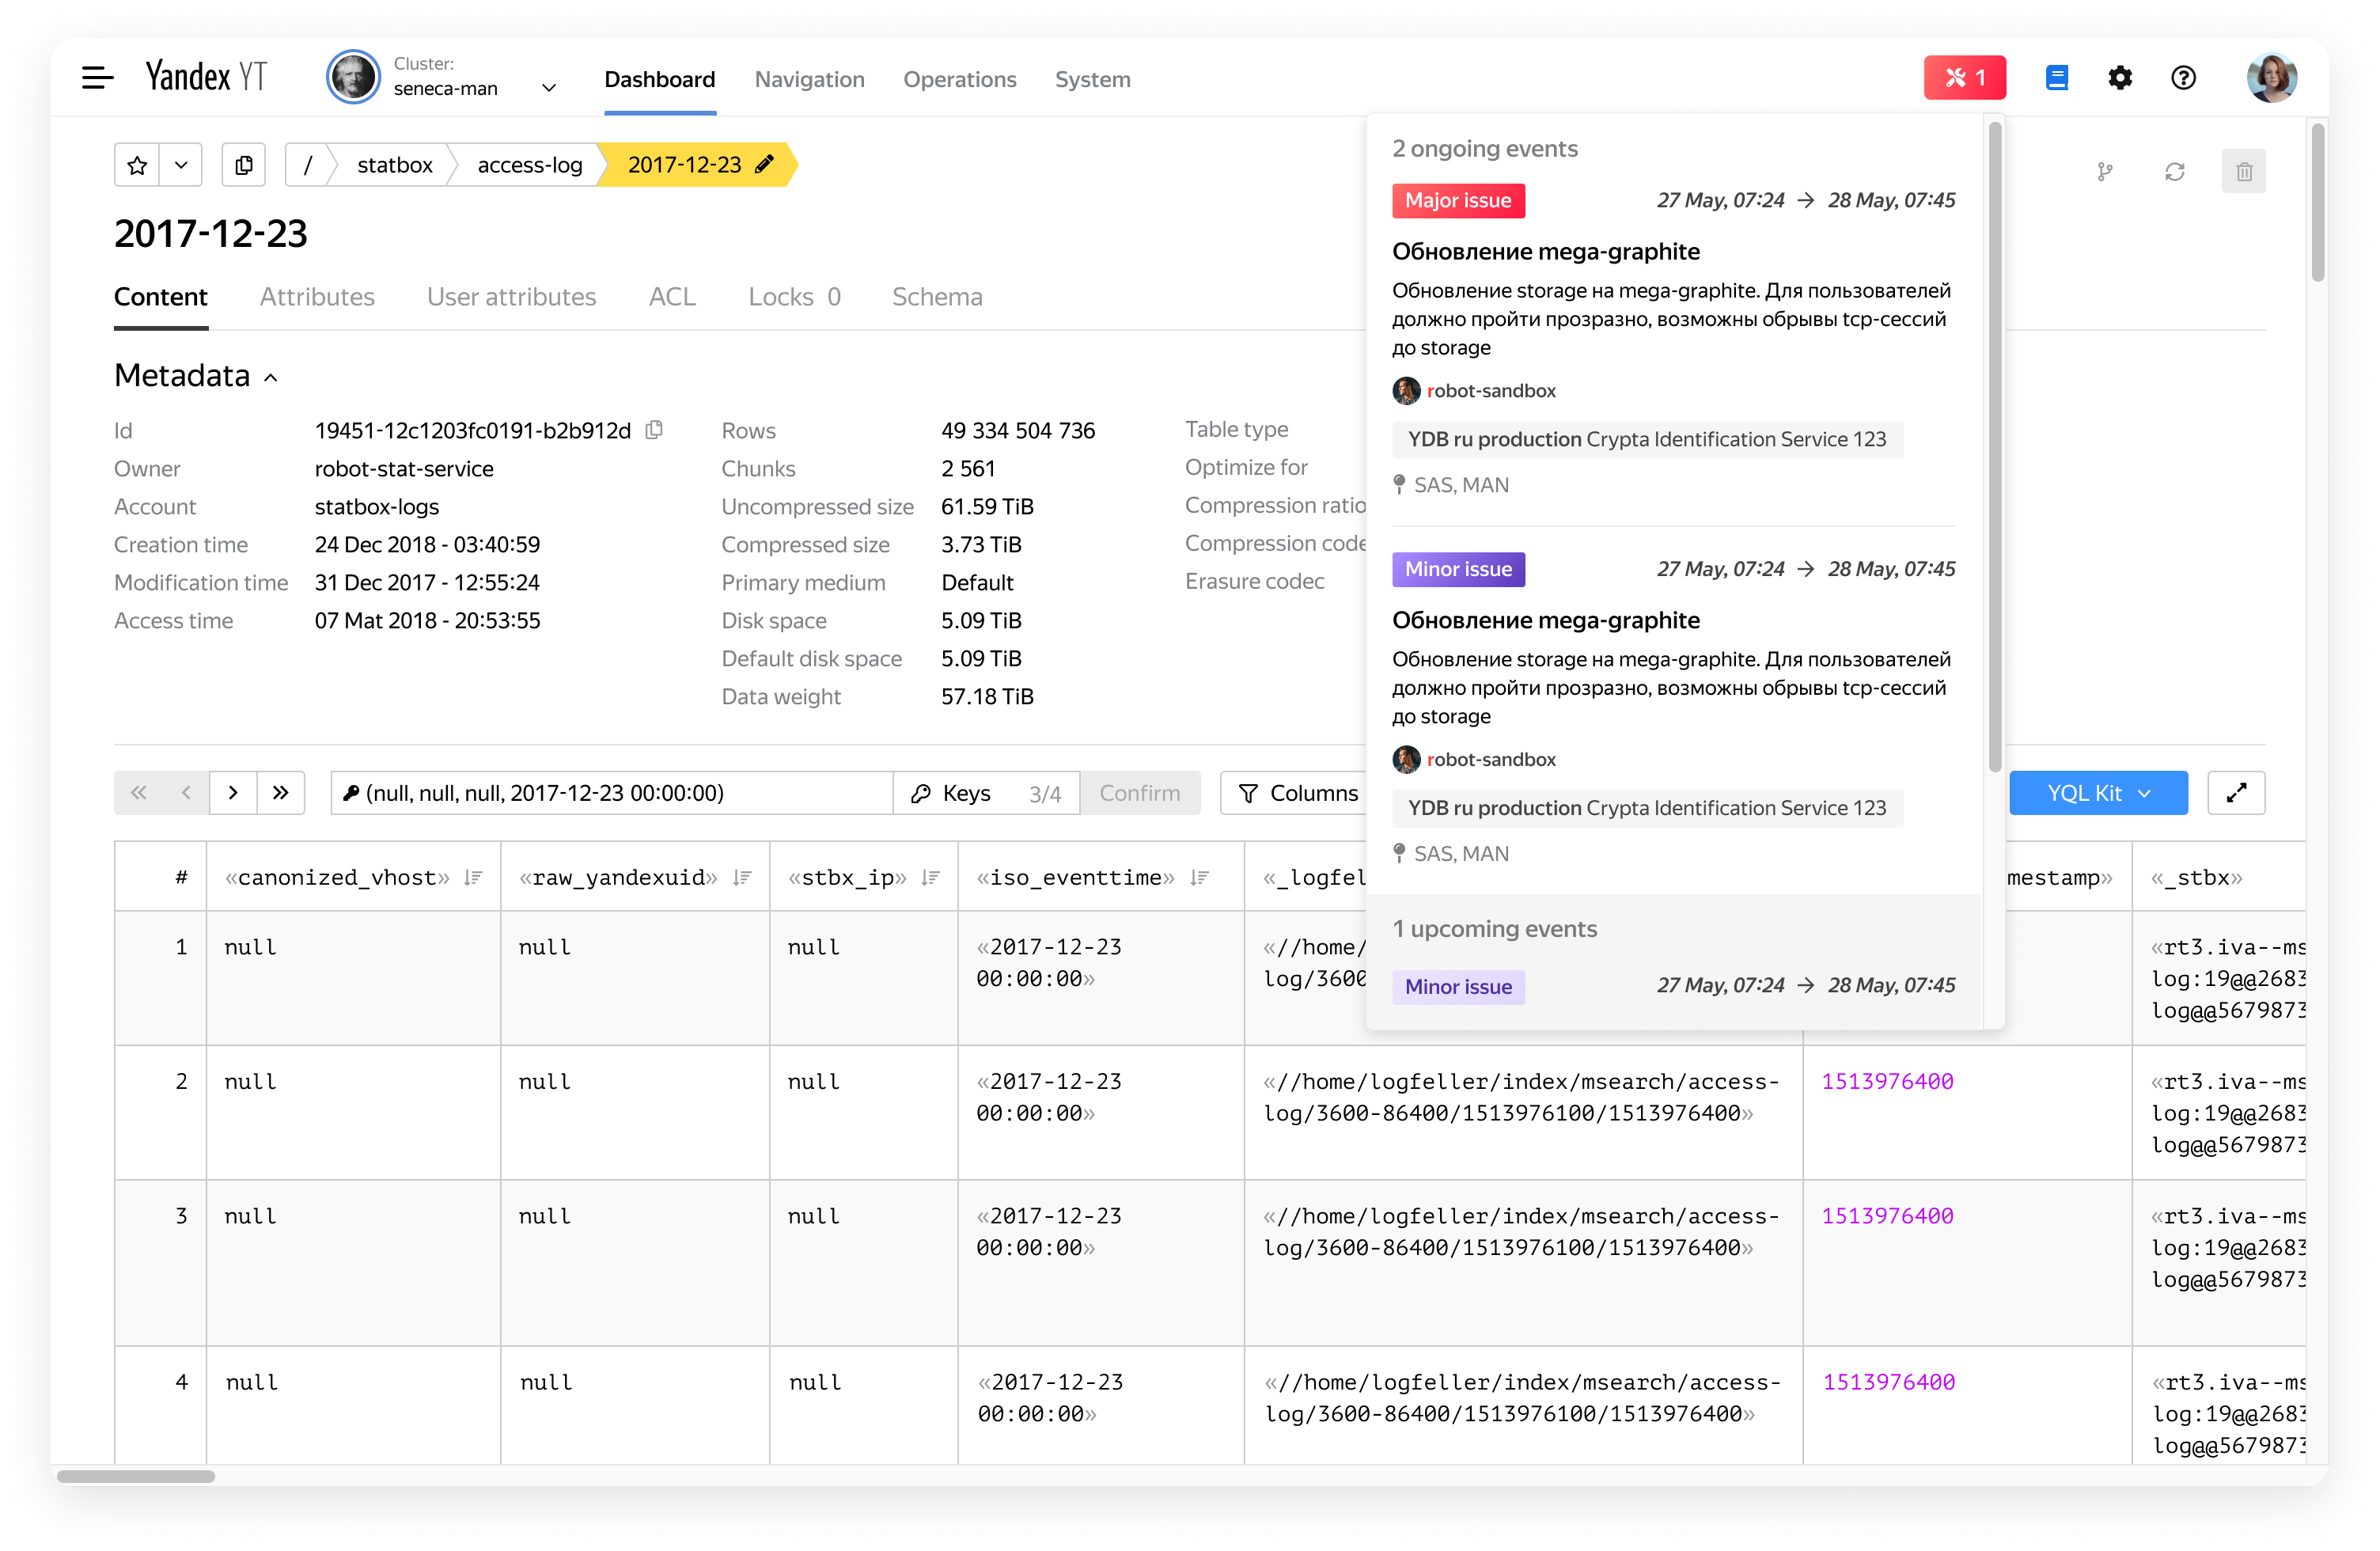 Yandex YT
Cluster:
seneca-man
Dashboard
Navigation
Operations
System
1
/
statbox
access-log
2017-12-23
2017-12-23
Content
Attributes
User attributes
ACL
Locks 0
Schema
Metadata
Id 19451-12c1203fc0191-b2b912d
Owner robot-stat-service
Account statbox-logs
Creation time 24 Dec 2018 - 03:40:59
Modification time 31 Dec 2017 - 12:55:24
Access time 07 Mat 2018 - 20:53:55
Rows 49 334 504 736
Chunks 2 561
Uncompressed size 61.59 TiB
Compressed size 3.73 TiB
Primary medium Default
Disk space 5.09 TiB
Default disk space 5.09 TiB
Data weight 57.18 TiB
Table type
Optimize for
Compression ratio
Compression code
Erasure codec
2 ongoing events
Major issue 27 May, 07:24 → 28 May, 07:45
Обновление mega-graphite
Обновление storage на mega-graphite. Для пользователей
должно пройти прозразно, возможны обрывы tcp-сессий
до storage
robot-sandbox
YDB ru production Crypta Identification Service 123
SAS, MAN
Minor issue 27 May, 07:24 → 28 May, 07:45
Обновление mega-graphite
Обновление storage на mega-graphite. Для пользователей
должно пройти прозразно, возможны обрывы tcp-сессий
до storage
robot-sandbox
YDB ru production Crypta Identification Service 123
SAS, MAN
1 upcoming events
Minor issue 27 May, 07:24 → 28 May, 07:45
(null, null, null, 2017-12-23 00:00:00)
Keys 3/4
Confirm
Columns
YQL Kit
# «canonized_vhost» «raw_yandexuid» «stbx_ip» «iso_eventtime» «_logfel mestamp» «_stbx»
1 null null null «2017-12-23 «//home/ «rt3.iva--ms
00:00:00» log/3600 log:19@@2683
log@@5679873
2 null null null «2017-12-23 «//home/logfeller/index/msearch/access- 1513976400 «rt3.iva--ms
00:00:00» log/3600-86400/1513976100/1513976400» log:19@@2683
log@@5679873
3 null null null «2017-12-23 «//home/logfeller/index/msearch/access- 1513976400 «rt3.iva--ms
00:00:00» log/3600-86400/1513976100/1513976400» log:19@@2683
log@@5679873
4 null null null «2017-12-23 «//home/logfeller/index/msearch/access- 1513976400 «rt3.iva--ms
00:00:00» log/3600-86400/1513976100/1513976400» log:19@@2683
log@@5679873